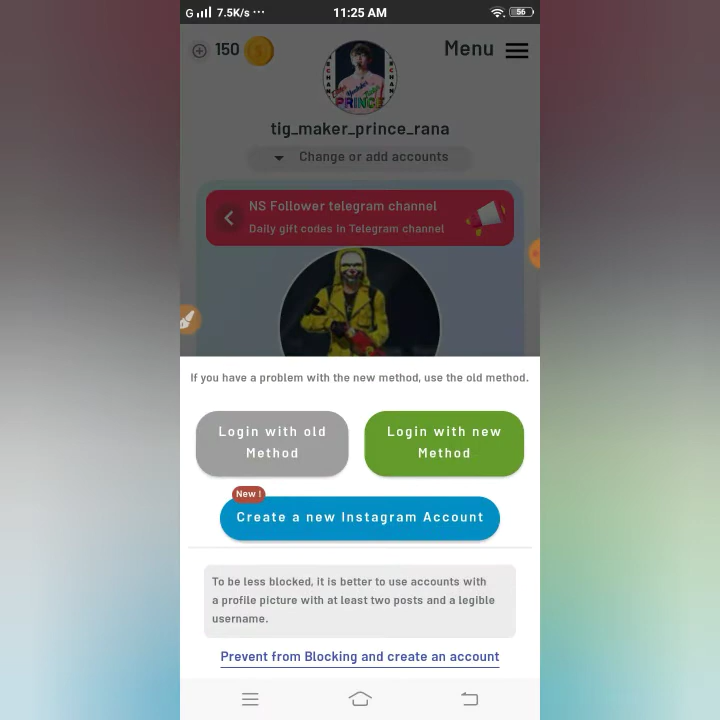 G 7.5K/s ... 11:25 AM 56
150 Menu
PRINCE
tig_maker_prince_rana
Change or add accounts
NS Follower telegram channel
Daily gift codes in Telegram channel
If you have a problem with the new method, use the old method.
Login with old
Method
Login with new
Method
New !
Create a new Instagram Account
To be less blocked, it is better to use accounts with
a profile picture with at least two posts and a legible
username.
Prevent from Blocking and create an account